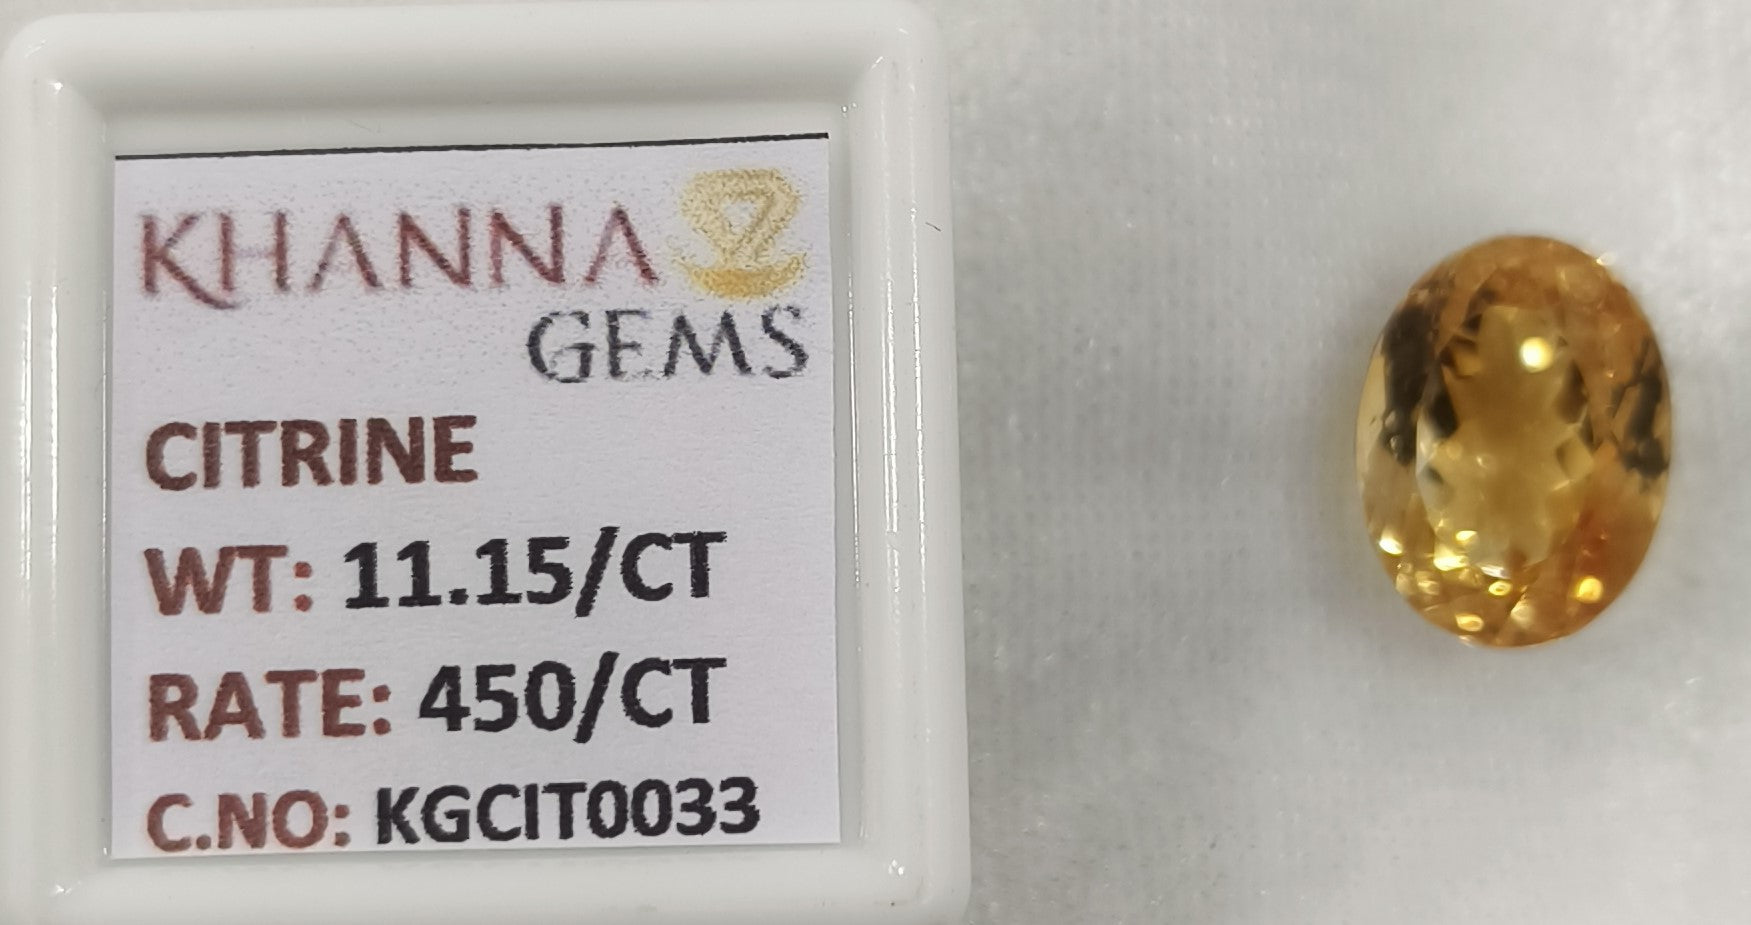 KHANNA
GEMS
CITRINE
WT: 11.15/CT
RATE: 450/CT
C.NO: KGCIT0033